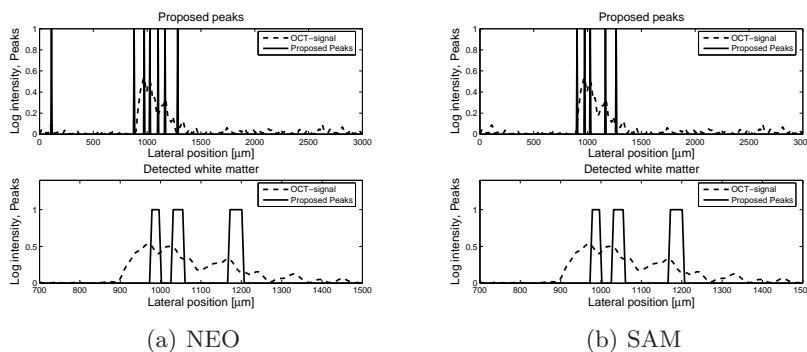 Proposed peaks
Log intensity, Peaks
1
0.8
0.6
0.4
0.2
0
OCT−signal
Proposed Peaks
0 500 1000 1500 2000 2500 3000
Lateral position [μm]
Detected white matter
Log intensity, Peaks
1
0.5
0
OCT−signal
Proposed Peaks
700 800 900 1000 1100 1200 1300 1400 1500
Lateral position [μm]
(a) NEO
Proposed peaks
Log intensity, Peaks
1
0.8
0.6
0.4
0.2
0
OCT−signal
Proposed Peaks
0 500 1000 1500 2000 2500 3000
Lateral position [μm]
Detected white matter
Log intensity, Peaks
1
0.5
0
OCT−signal
Proposed Peaks
700 800 900 1000 1100 1200 1300 1400 1500
Lateral position [μm]
(b) SAM